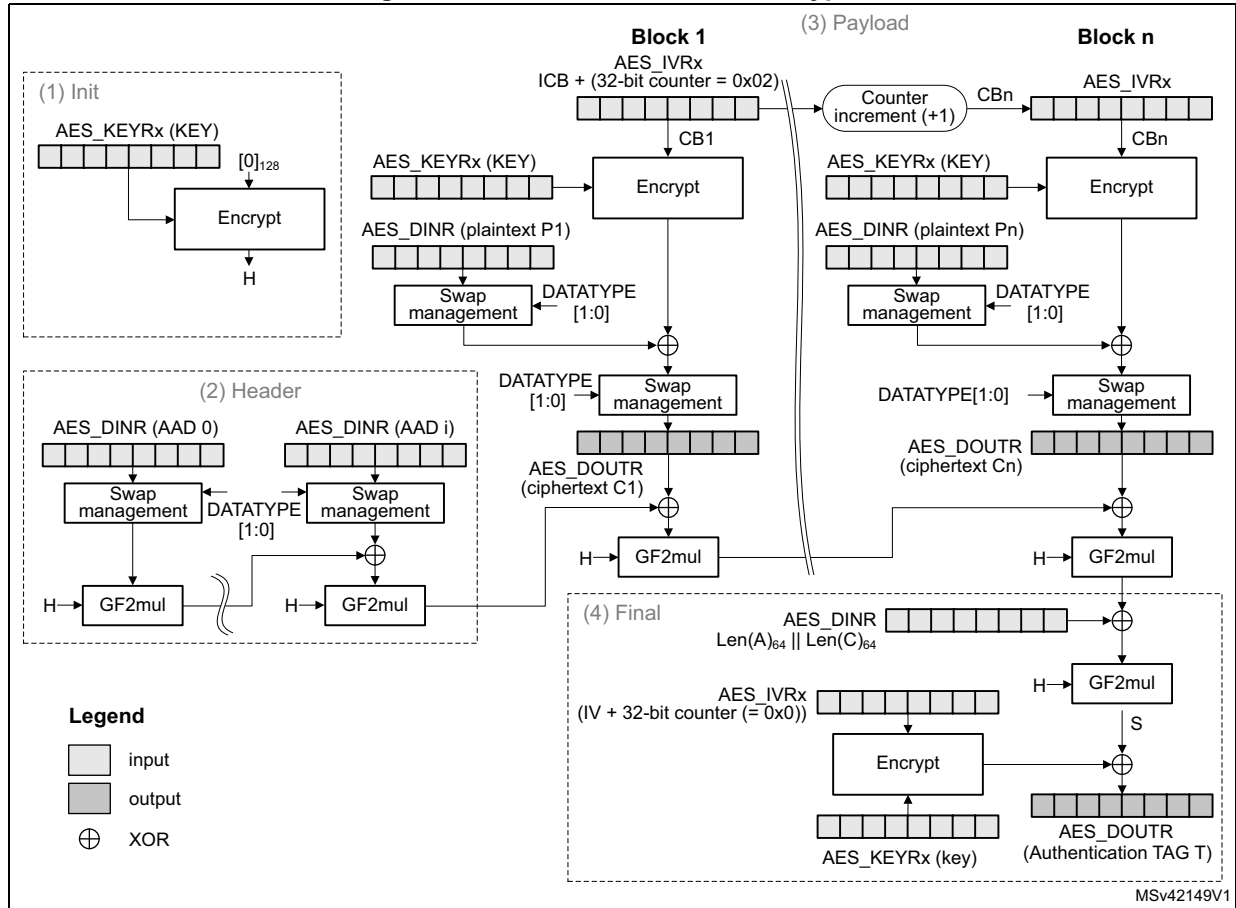 (3) Payload
Block 1
Block n
AES_IVRx
ICB + (32-bit counter = 0x02)
Counter
increment (+1)
CBn
AES_IVRx
CB1
CBn
(1) Init
AES_KEYRx (KEY)
[0]128
Encrypt
H
AES_KEYRx (KEY)
Encrypt
AES_KEYRx (KEY)
Encrypt
AES_DINR (plaintext P1)
Swap
management
DATATYPE
[1:0]
AES_DINR (plaintext Pn)
Swap
management
DATATYPE
[1:0]
DATATYPE
[1:0]
Swap
management
DATATYPE[1:0]
Swap
management
AES_DOUTR
(ciphertext C1)
AES_DOUTR
(ciphertext Cn)
(2) Header
AES_DINR (AAD 0)
AES_DINR (AAD i)
Swap
management
DATATYPE
[1:0]
Swap
management
H
GF2mul
H
GF2mul
H
GF2mul
H
GF2mul
(4) Final
AES_DINR
Len(A)64 || Len(C)64
H
GF2mul
AES_IVRx
(IV + 32-bit counter (= 0x0))
S
Encrypt
AES_KEYRx (key)
AES_DOUTR
(Authentication TAG T)
Legend
input
output
XOR
MSv42149V1